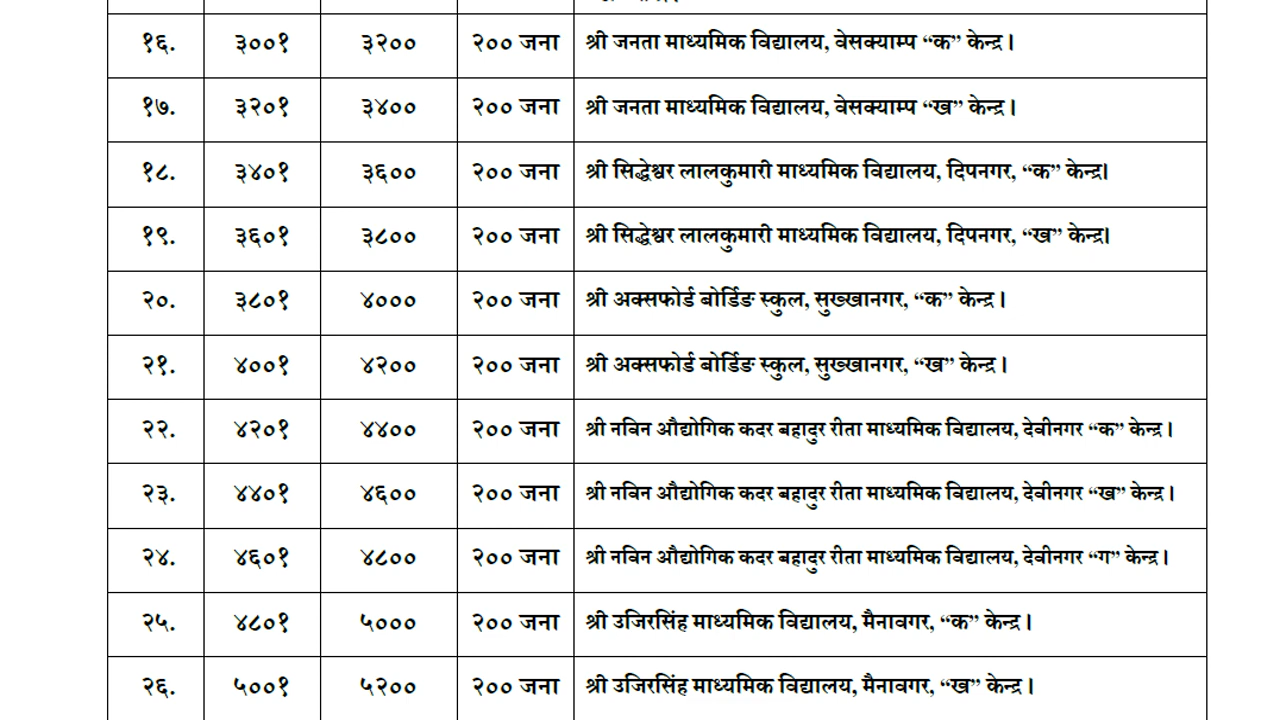 १६. ३००१ ३२०० २०० जना श्री जनता माध्यमिक विद्यालय, वेसक्याम्प “क” केन्द्र ।
१७. ३२०१ ३४०० २०० जना श्री जनता माध्यमिक विद्यालय, वेसक्याम्प “ख” केन्द्र ।
१८. ३४०१ ३६०० २०० जना श्री सिद्धेश्वर लालकुमारी माध्यमिक विद्यालय, दिपनगर, “क” केन्द्र।
१९. ३६०१ ३८०० २०० जना श्री सिद्धेश्वर लालकुमारी माध्यमिक विद्यालय, दिपनगर, “ख” केन्द्र।
२०. ३८०१ ४००० २०० जना श्री अक्सफोर्ड बोर्डिङ स्कुल, सुख्खानगर, “क” केन्द्र ।
२१. ४००१ ४२०० २०० जना श्री अक्सफोर्ड बोर्डिङ स्कुल, सुख्खानगर, “ख” केन्द्र ।
२२. ४२०१ ४४०० २०० जना श्री नविन औद्योगिक कदर बहादुर रीता माध्यमिक विद्यालय, देवीनगर “क” केन्द्र ।
२३. ४४०१ ४६०० २०० जना श्री नविन औद्योगिक कदर बहादुर रीता माध्यमिक विद्यालय, देवीनगर “ख” केन्द्र ।
२४. ४६०१ ४८०० २०० जना श्री नविन औद्योगिक कदर बहादुर रीता माध्यमिक विद्यालय, देवीनगर “ग” केन्द्र ।
२५. ४८०१ ५००० २०० जना श्री उजिरसिंह माध्यमिक विद्यालय, मैनावगर, “क” केन्द्र ।
२६. ५००१ ५२०० २०० जना श्री उजिरसिंह माध्यमिक विद्यालय, मैनावगर, “ख” केन्द्र ।